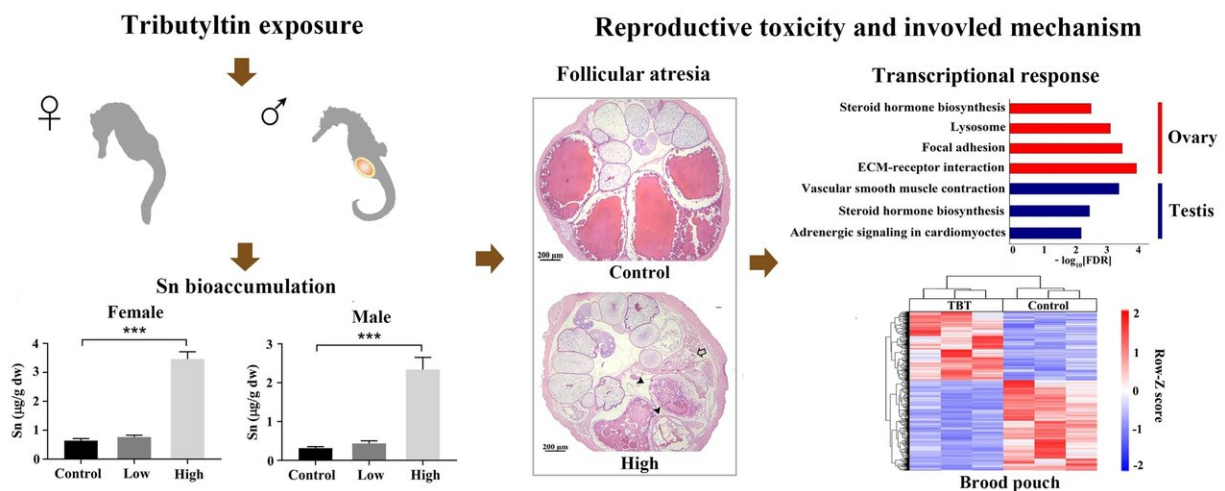 Tributyltin exposure
♀
♂
Sn bioaccumulation
Female
***
Sn (μg/g dw)
4
3
2
1
0
Control Low High
Male
***
Sn (μg/g dw)
3
2
1
0
Control Low High
Reproductive toxicity and invovled mechanism
Follicular atresia
200 μm
Control
200 μm
High
Transcriptional response
Steroid hormone biosynthesis
Lysosome
Focal adhesion
ECM-receptor interaction
Vascular smooth muscle contraction
Steroid hormone biosynthesis
Adrenergic signaling in cardiomyoctes
Ovary
Testis
0 1 2 3 4
- log10[FDR]
TBT Control
2
1
0
-1
-2
Row-Z score
Brood pouch